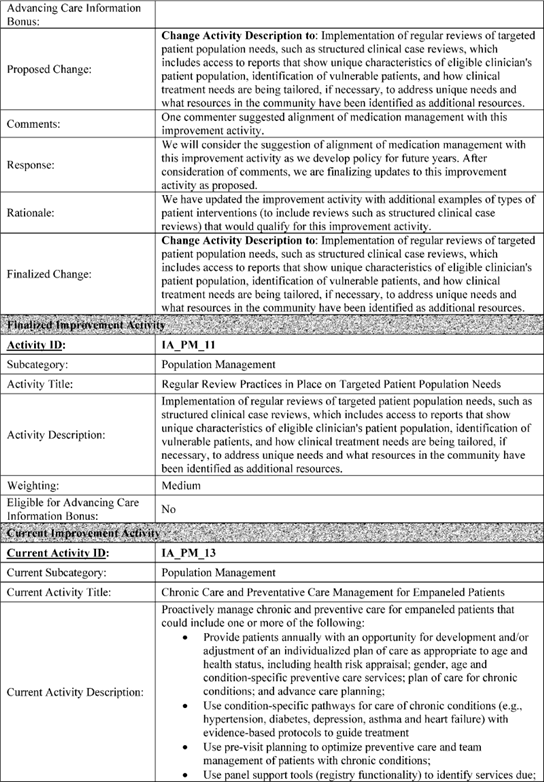 Advancing Care Information
Bonus:
Proposed Change:
Change Activity Description to: Implementation of regular reviews of targeted
patient population needs, such as structured clinical case reviews, which
includes access to reports that show unique characteristics of eligible clinician's
patient population, identification of vulnerable patients, and how clinical
treatment needs are being tailored, if necessary, to address unique needs and
what resources in the community have been identified as additional resources.
Comments:
One commenter suggested alignment of medication management with this
improvement activity.
Response:
We will consider the suggestion of alignment of medication management with
this improvement activity as we develop policy for future years. After
consideration of comments, we are finalizing updates to this improvement
activity as proposed.
Rationale:
We have updated the improvement activity with additional examples of types of
patient interventions (to include reviews such as structured clinical case
reviews) that would qualify for this improvement activity.
Finalized Change:
Change Activity Description to: Implementation of regular reviews of targeted
patient population needs, such as structured clinical case reviews, which
includes access to reports that show unique characteristics of eligible clinician's
patient population, identification of vulnerable patients, and how clinical
treatment needs are being tailored, if necessary, to address unique needs and
what resources in the community have been identified as additional resources.
Finalized Improvement Activity
Activity ID:
IA_PM_11
Subcategory:
Population Management
Activity Title:
Regular Review Practices in Place on Targeted Patient Population Needs
Activity Description:
Implementation of regular reviews of targeted patient population needs, such as
structured clinical case reviews, which includes access to reports that show
unique characteristics of eligible clinician's patient population, identification of
vulnerable patients, and how clinical treatment needs are being tailored, if
necessary, to address unique needs and what resources in the community have
been identified as additional resources.
Weighting:
Medium
Eligible for Advancing Care
Information Bonus:
No
Current Improvement Activity
Current Activity ID:
IA_PM_13
Current Subcategory:
Population Management
Current Activity Title:
Chronic Care and Preventative Care Management for Empaneled Patients
Current Activity Description:
Proactively manage chronic and preventive care for empaneled patients that
could include one or more of the following:
• Provide patients annually with an opportunity for development and/or
adjustment of an individualized plan of care as appropriate to age and
health status, including health risk appraisal; gender, age and
condition-specific preventive care services; plan of care for chronic
conditions; and advance care planning;
• Use condition-specific pathways for care of chronic conditions (e.g.,
hypertension, diabetes, depression, asthma and heart failure) with
evidence-based protocols to guide treatment
• Use pre-visit planning to optimize preventive care and team
management of patients with chronic conditions;
• Use panel support tools (registry functionality) to identify services due;